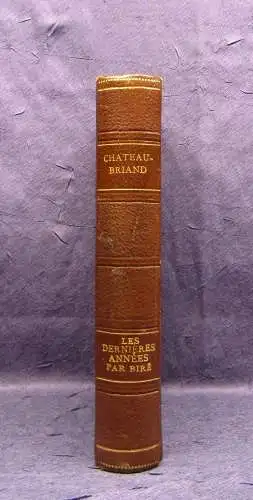 CHATEAU-
BRIAND
LES
DERNIÈRES
ANNÉES
PAR BIRÉ